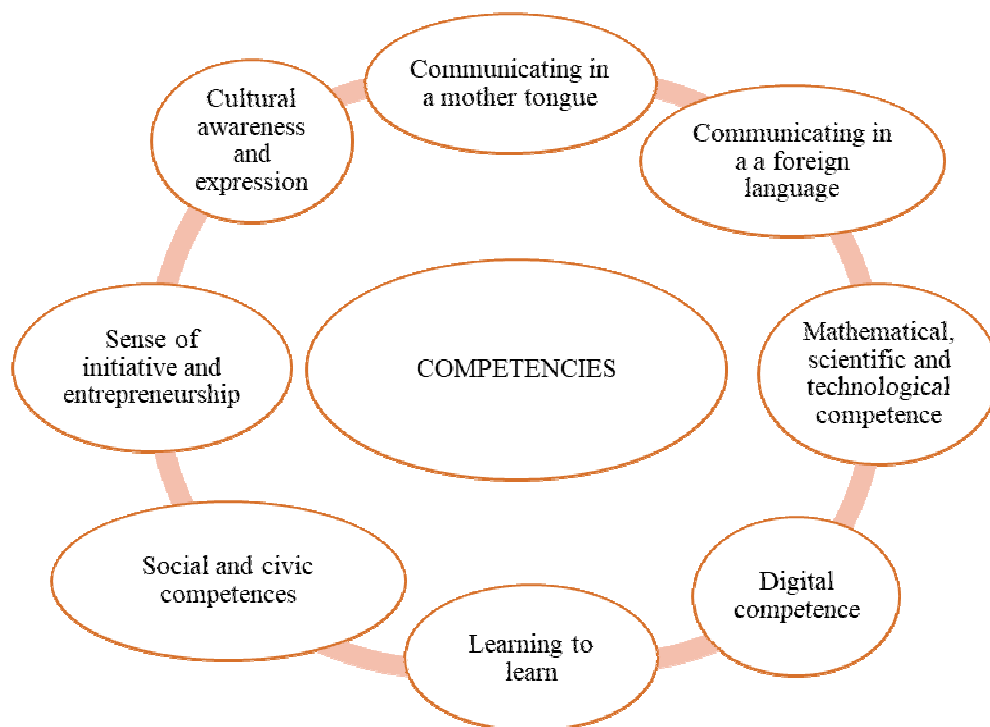 Communicating in
a mother tongue
Communicating in
a a foreign
language
Mathematical,
scientific and
technological
competence
Digital
competence
Learning to
learn
Social and civic
competences
Sense of
initiative and
entrepreneurship
Cultural
awareness
and
expression
COMPETENCIES